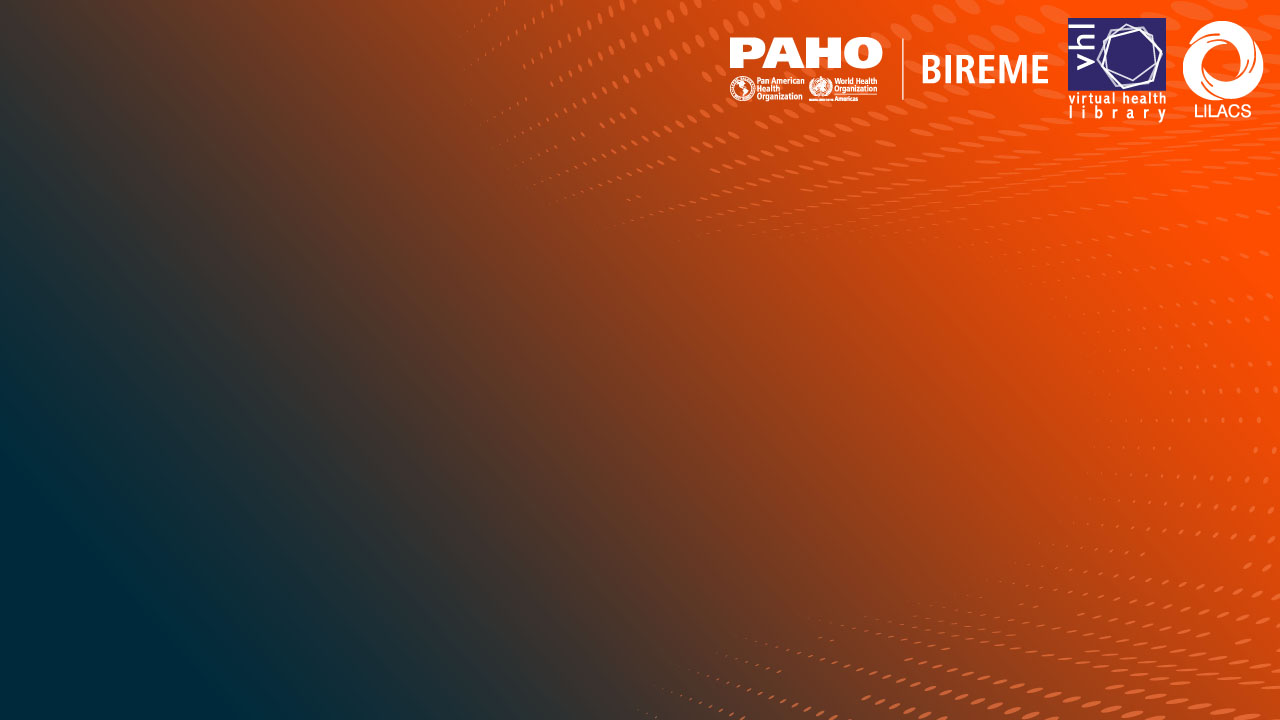 PAHO
Pan American
Health
Organization
World Health
Organization
Americas
BIREME
vhl
virtual health
library
LILACS